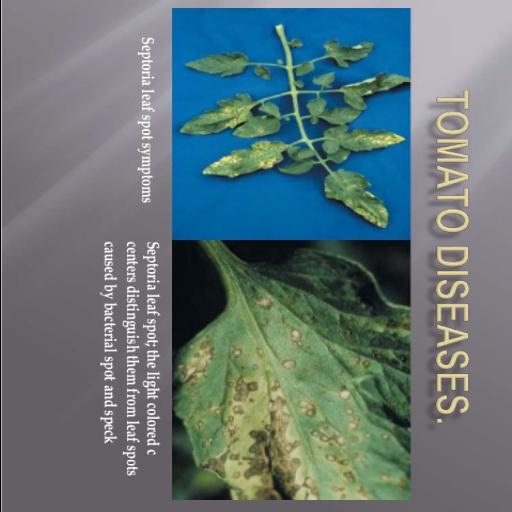 TOMATO DISEASES.
Septoria leaf spot symptoms
Septoria leaf spot; the light colored c
centers distinguish them from leaf spots
caused by bacterial spot and speck